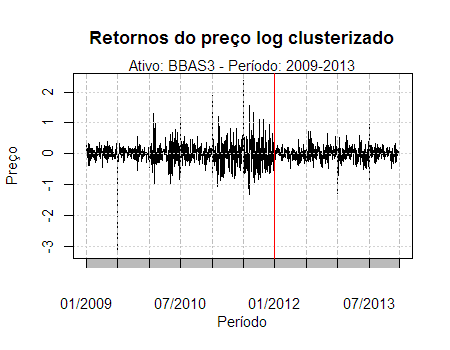 Retornos do preço log clusterizado
Ativo: BBAS3 - Período: 2009-2013
Preço
2
1
0
-1
-2
-3
01/2009 07/2010 01/2012 07/2013
Período